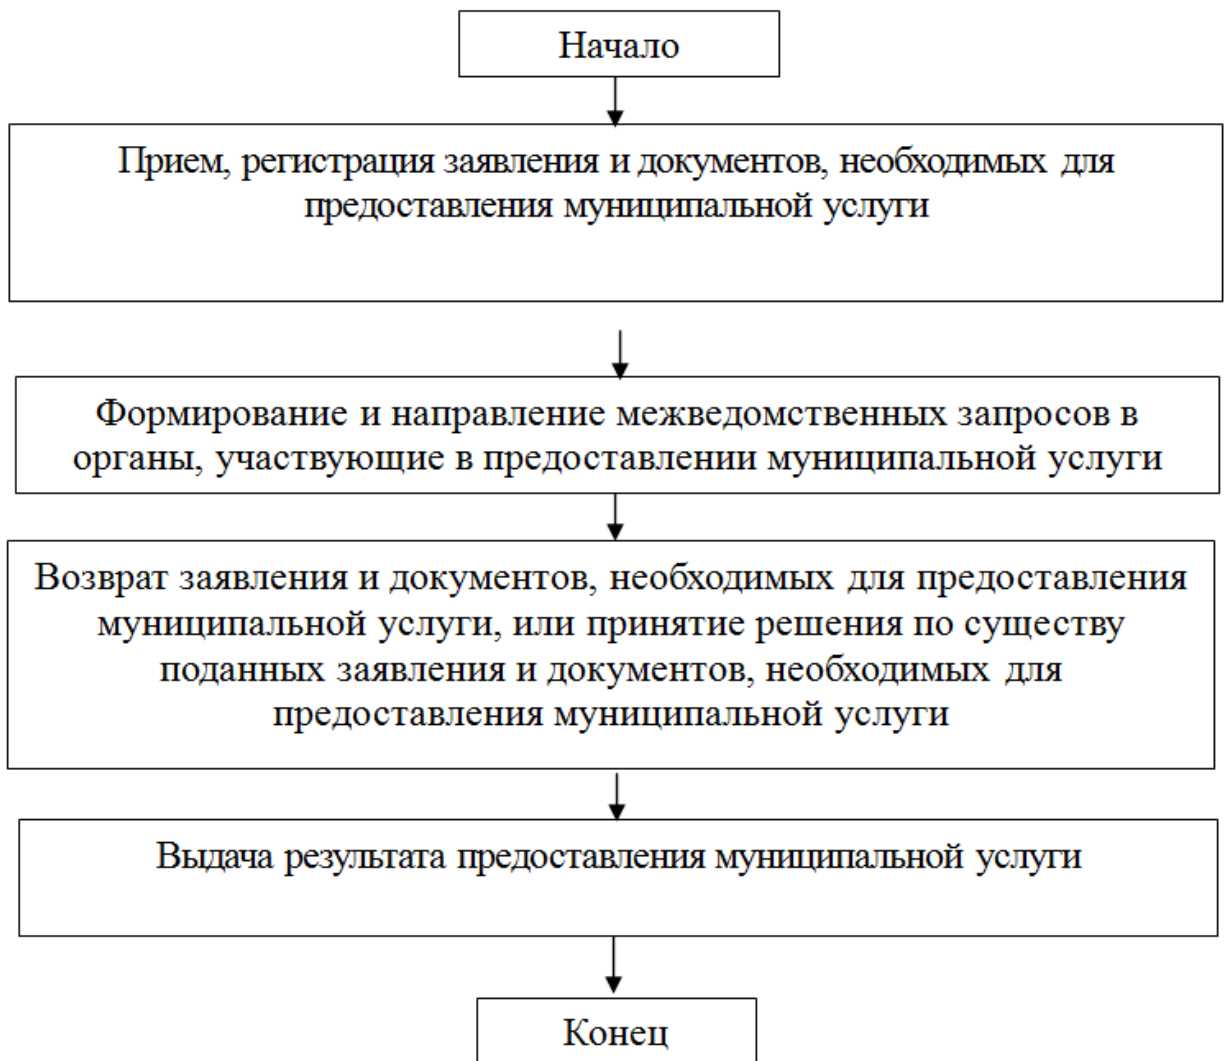 Начало
Прием, регистрация заявления и документов, необходимых для
предоставления муниципальной услуги
Формирование и направление межведомственных запросов в
органы, участвующие в предоставлении муниципальной услуги
Возврат заявления и документов, необходимых для предоставления
муниципальной услуги, или принятие решения по существу
поданных заявления и документов, необходимых для
предоставления муниципальной услуги
Выдача результата предоставления муниципальной услуги
Конец